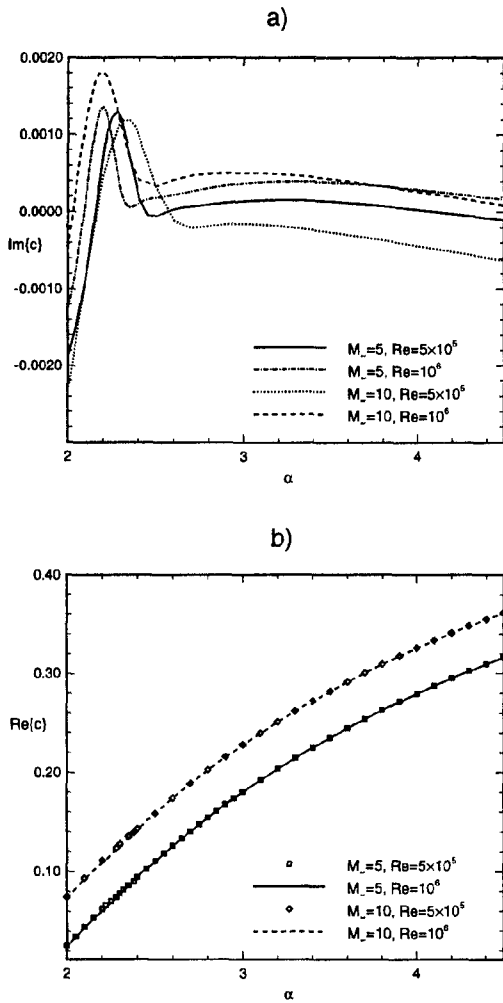 a)
0.0020
0.0010
0.0000
Im{c}
-0.0010
-0.0020
M∞=5, Re=5×10⁵
M∞=5, Re=10⁶
M∞=10, Re=5×10⁵
M∞=10, Re=10⁶
2 3 4
α
b)
0.40
0.30
Re{c}
0.20
0.10
M∞=5, Re=5×10⁵
M∞=5, Re=10⁶
M∞=10, Re=5×10⁵
M∞=10, Re=10⁶
2 3 4
α